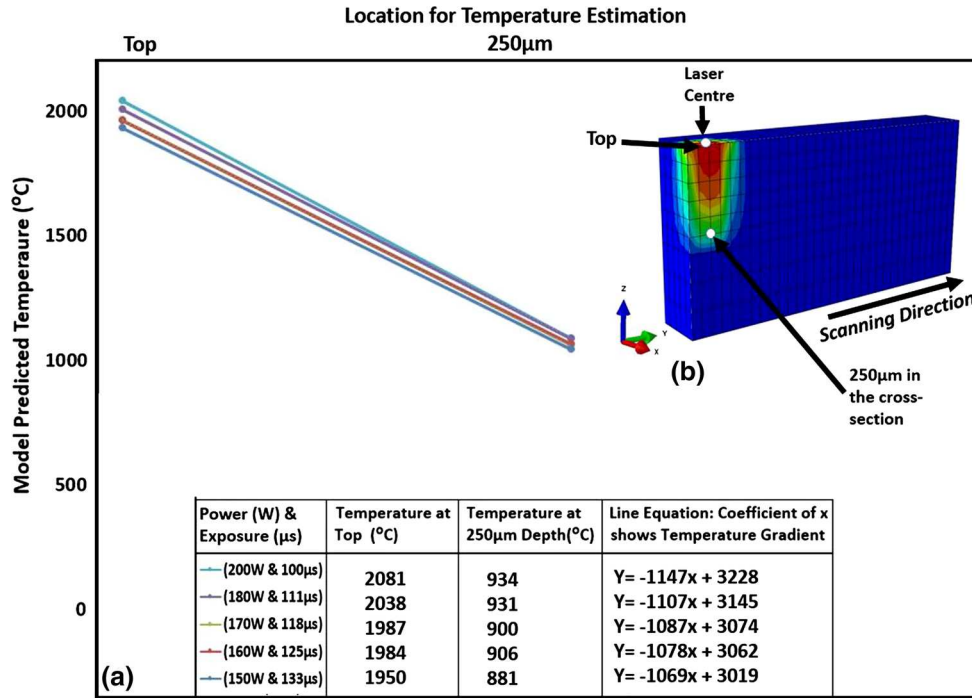 Location for Temperature Estimation
Top 250µm
Model Predicted Temperarure (°C)
2000
1500
1000
500
0
(a)
Laser
Centre
Top
Z
Y
X
Scanning Direction
(b)
250µm in
the cross-
section
Power (W) &
Exposure (µs)
Temperature at
Top (°C)
Temperature at
250µm Depth(°C)
Line Equation: Coefficient of x
shows Temperature Gradient
(200W & 100µs) 2081 934 Y= -1147x + 3228
(180W & 111µs) 2038 931 Y= -1107x + 3145
(170W & 118µs) 1987 900 Y= -1087x + 3074
(160W & 125µs) 1984 906 Y= -1078x + 3062
(150W & 133µs) 1950 881 Y= -1069x + 3019